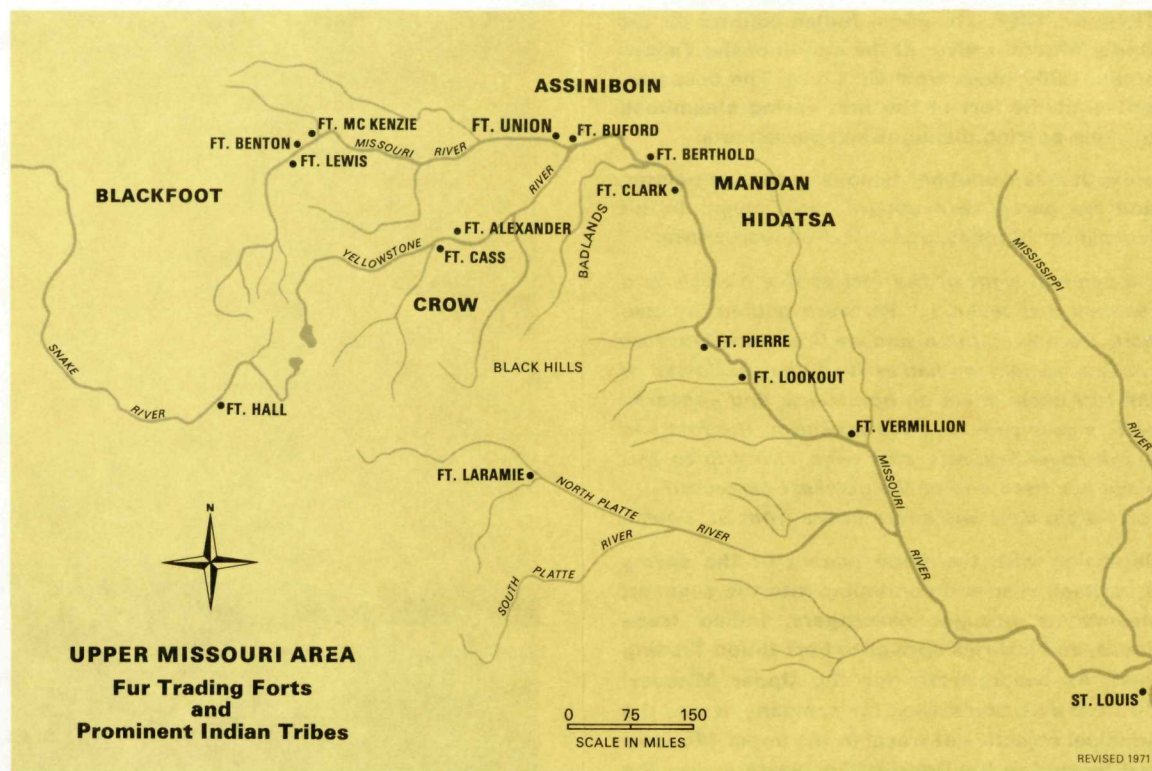 ASSINIBOIN
FT. MC KENZIE
FT. UNION
FT. BUFORD
FT. BENTON
MISSOURI
RIVER
FT. LEWIS
RIVER
FT. BERTHOLD
BLACKFOOT
FT. CLARK
MANDAN
HIDATSA
FT. ALEXANDER
YELLOWSTONE
FT. CASS
BADLANDS
MISSISSIPPI
CROW
SNAKE
FT. PIERRE
BLACK HILLS
FT. LOOKOUT
RIVER
FT. HALL
FT. VERMILLION
RIVER
FT. LARAMIE
MISSOURI
NORTH PLATTE
RIVER
RIVER
RIVER
SOUTH
PLATTE
N
UPPER MISSOURI AREA
Fur Trading Forts
and
Prominent Indian Tribes
0 75 150
SCALE IN MILES
ST. LOUIS
REVISED 1971